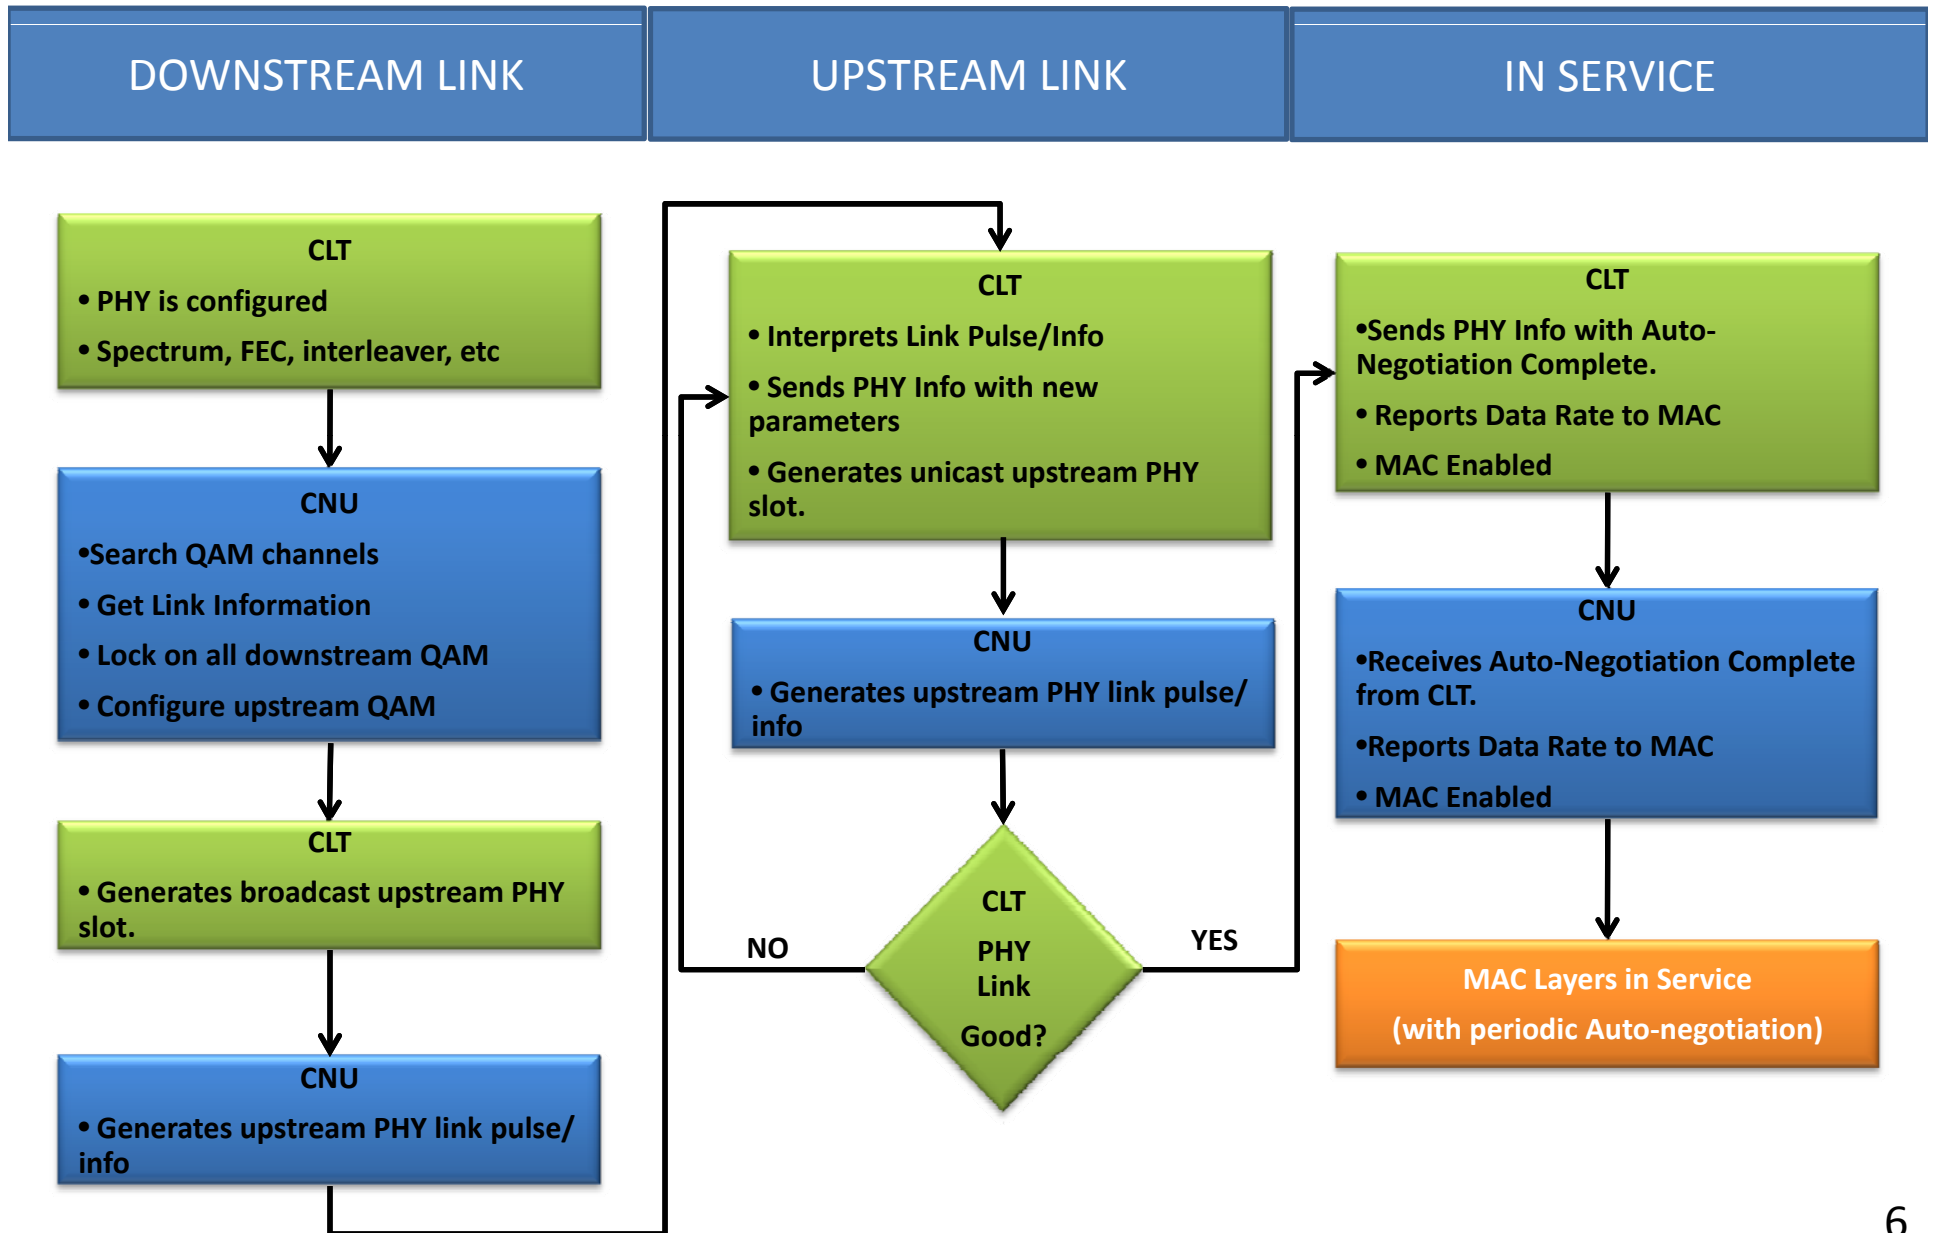 DOWNSTREAM LINK
UPSTREAM LINK
IN SERVICE
CLT
• PHY is configured
• Spectrum, FEC, interleaver, etc
CNU
•Search QAM channels
• Get Link Information
• Lock on all downstream QAM
• Configure upstream QAM
CLT
• Generates broadcast upstream PHY
slot.
CNU
• Generates upstream PHY link pulse/
info
CLT
• Interprets Link Pulse/Info
• Sends PHY Info with new
parameters
• Generates unicast upstream PHY
slot.
CNU
• Generates upstream PHY link pulse/
info
CLT
PHY
Link
Good?
NO
YES
CLT
•Sends PHY Info with Auto-
Negotiation Complete.
• Reports Data Rate to MAC
• MAC Enabled
CNU
•Receives Auto-Negotiation Complete
from CLT.
•Reports Data Rate to MAC
• MAC Enabled
MAC Layers in Service
(with periodic Auto-negotiation)
6